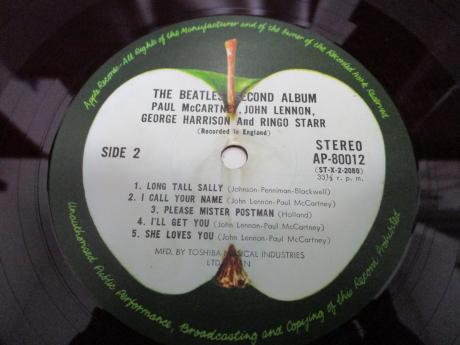 Apple Records-All Rights of the Manufacturer and of the Owner of the Recorded Work Reserved
THE BEATLES' SECOND ALBUM
PAUL McCARTNEY, JOHN LENNON,
GEORGE HARRISON And RINGO STARR
(Recorded in England)
SIDE 2
STEREO
AP-80012
(ST-X-2-2080)
33⅓ r. p. m.
1. LONG TALL SALLY (Johnson-Penniman-Blackwell)
2. I CALL YOUR NAME (John Lennon-Paul McCartney)
3. PLEASE MISTER POSTMAN (Holland)
4. I'LL GET YOU (John Lennon-Paul McCartney)
5. SHE LOVES YOU (John Lennon-Paul McCartney)
MFD. BY TOSHIBA MUSICAL INDUSTRIES
LTD. JAPAN
Unauthorised Public Performance, Broadcasting and Copying of this Record Prohibited